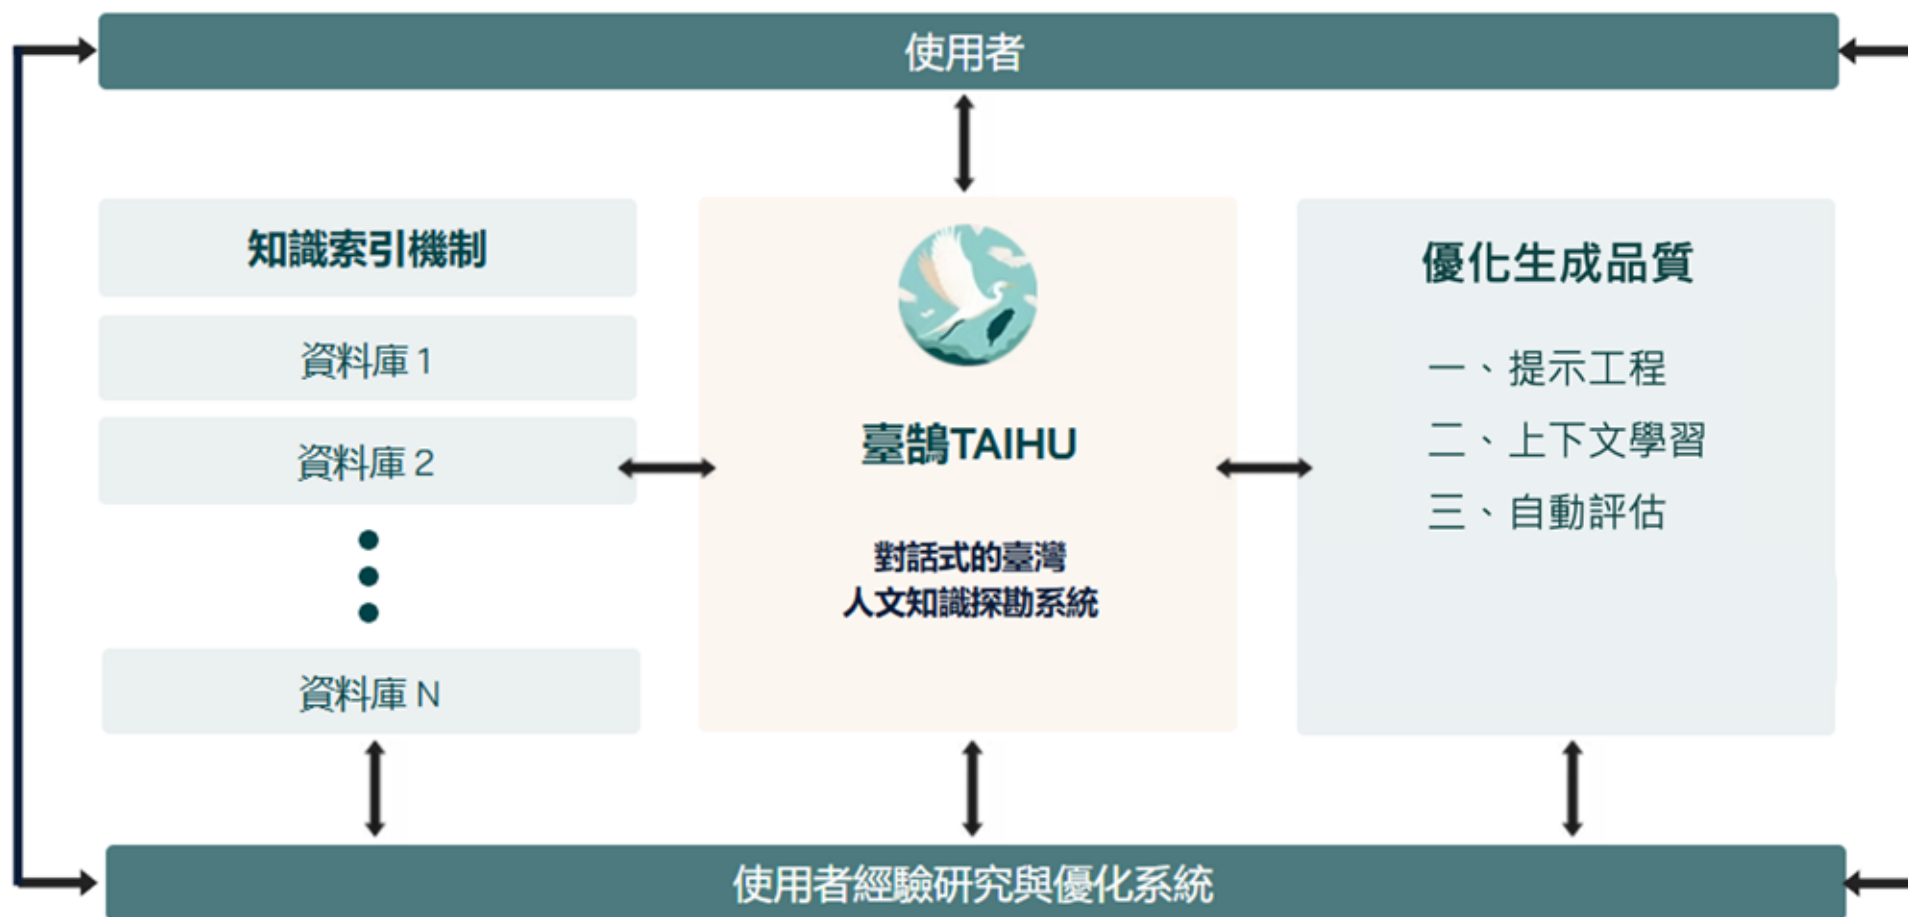 使用者
知識索引機制
資料庫 1
資料庫 2
資料庫 N
臺鵠TAIHU
對話式的臺灣
人文知識探勘系統
優化生成品質
一、提示工程
二、上下文學習
三、自動評估
使用者經驗研究與優化系統